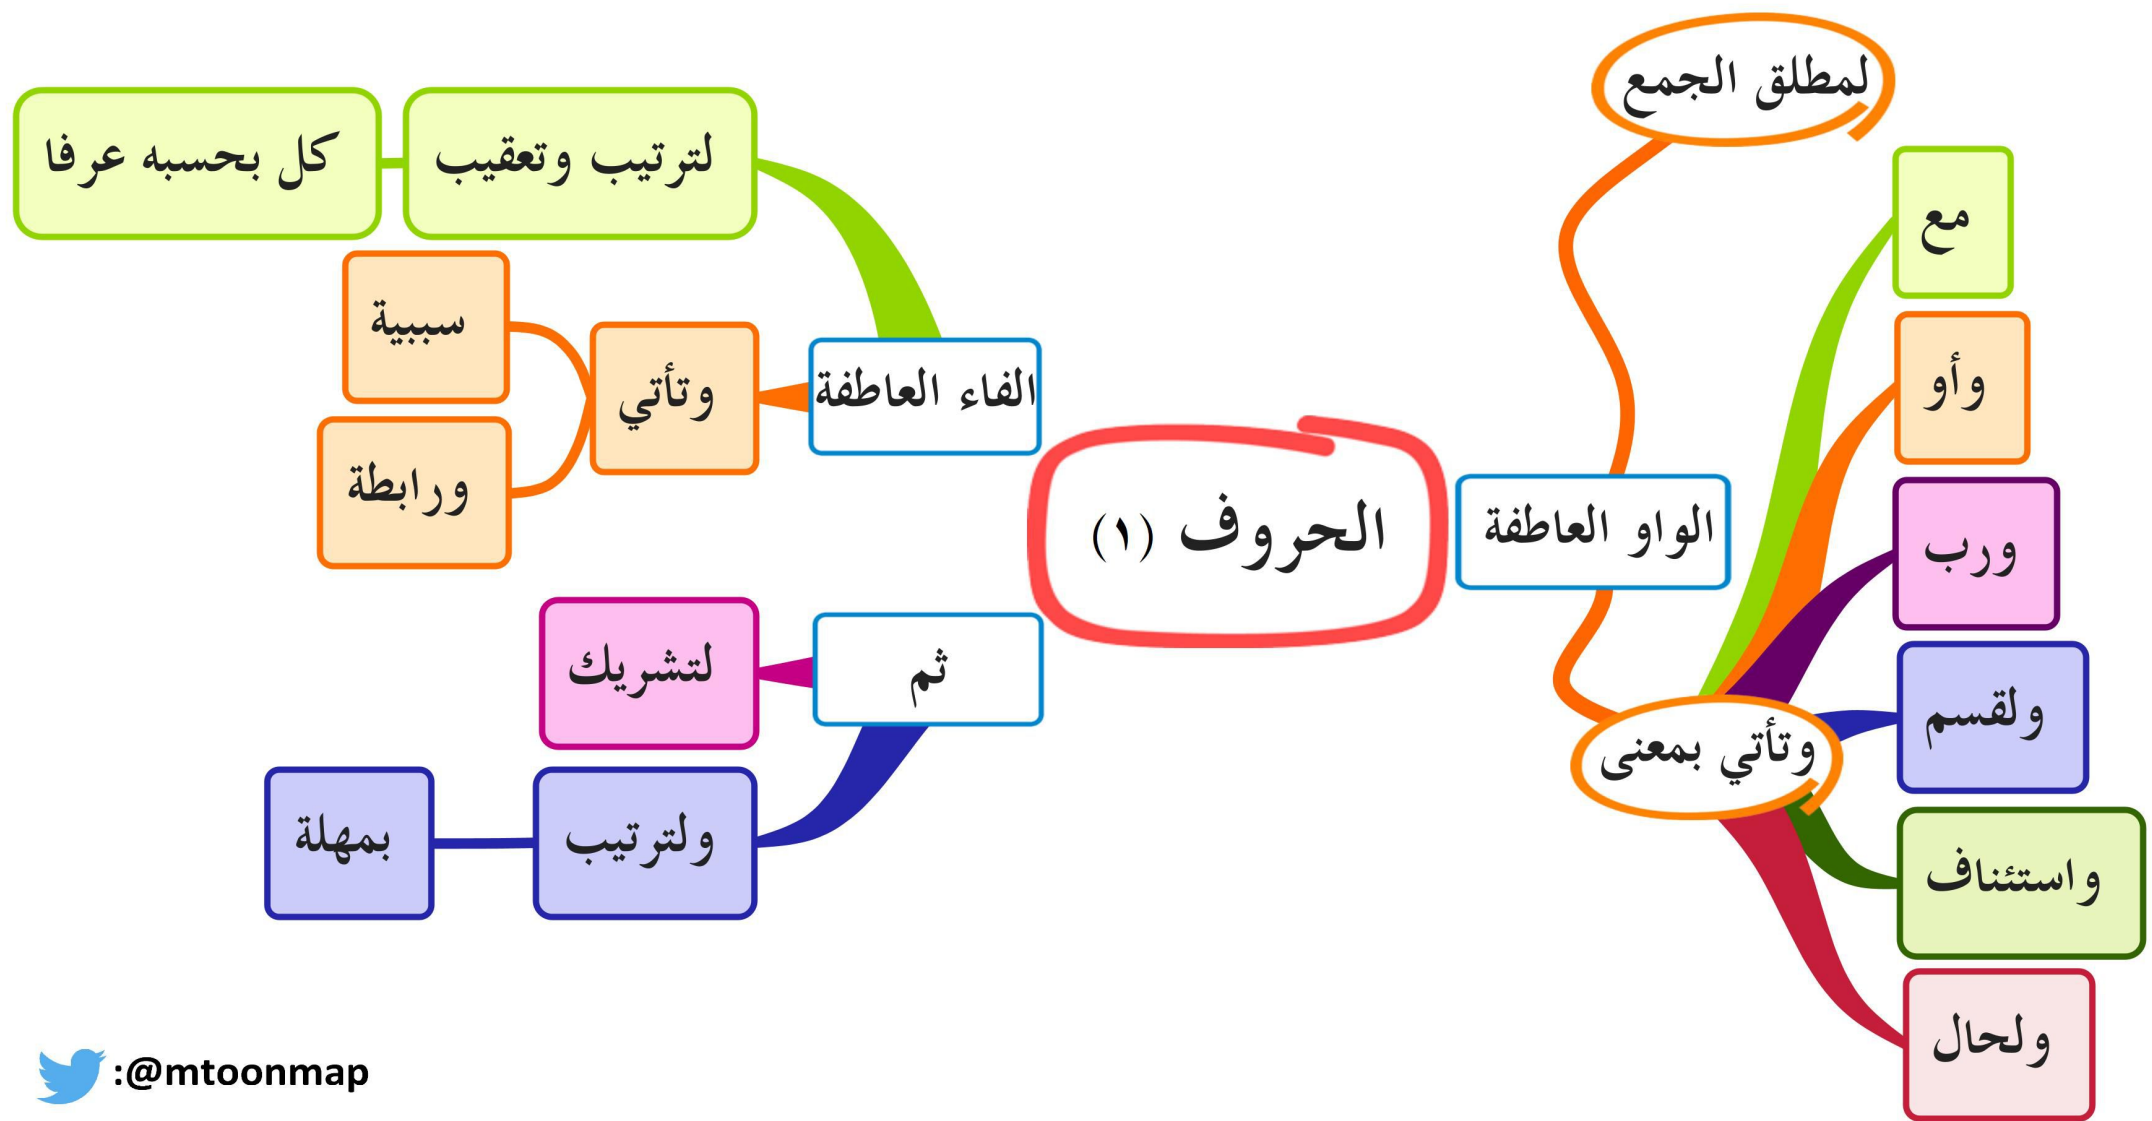 الحروف (١)
الواو العاطفة
لمطلق الجمع
وتأتي بمعنى
مع
وأو
ورب
ولقسم
واستئناف
ولحال
الفاء العاطفة
لترتيب وتعقيب
كل بحسبه عرفا
وتأتي
سببية
ورابطة
ثم
لتشريك
ولترتيب
بمهلة
:@mtoonmap